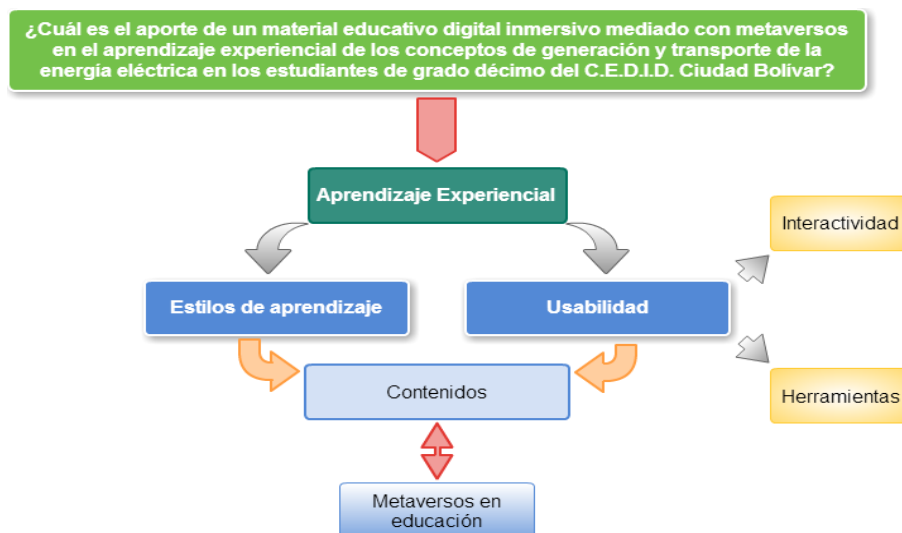 ¿Cuál es el aporte de un material educativo digital inmersivo mediado con metaversos
en el aprendizaje experiencial de los conceptos de generación y transporte de la
energía eléctrica en los estudiantes de grado décimo del C.E.D.I.D. Ciudad Bolívar?
Aprendizaje Experiencial
Interactividad
Estilos de aprendizaje
Usabilidad
Contenidos
Herramientas
Metaversos en
educación